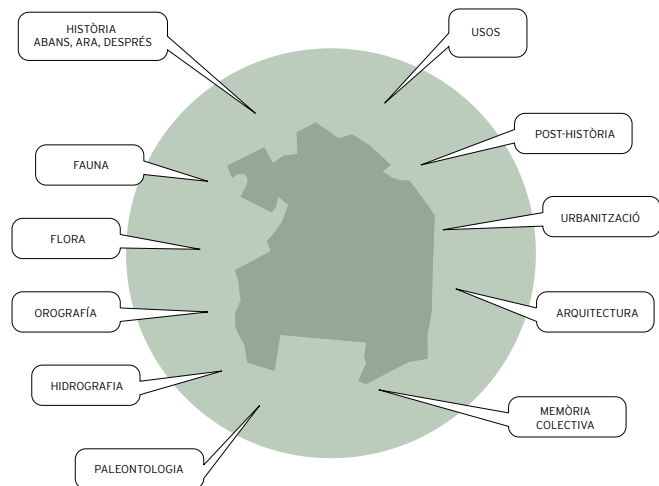 HISTÒRIA
ABANS, ARA, DESPRÉS
USOS
POST-HISTÒRIA
FAUNA
URBANITZACIÓ
FLORA
OROGRAFÍA
ARQUITECTURA
HIDROGRAFIA
MEMÒRIA
COLECTIVA
PALEONTOLOGIA